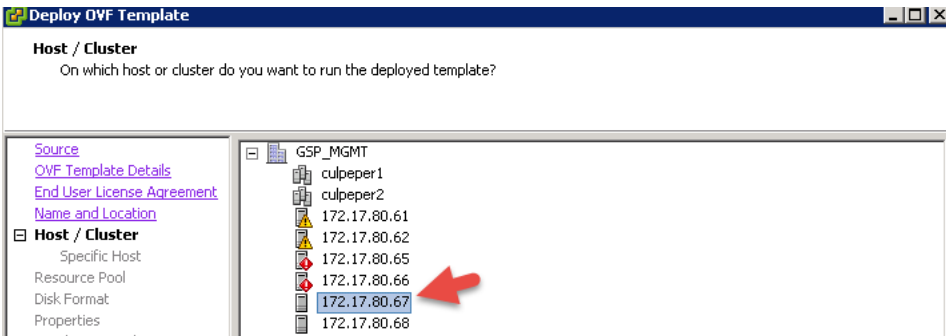 Deploy OVF Template
Host / Cluster
On which host or cluster do you want to run the deployed template?
Source
OVF Template Details
End User License Agreement
Name and Location
Host / Cluster
Specific Host
Resource Pool
Disk Format
Properties
GSP_MGMT
culpeper1
culpeper2
172.17.80.61
172.17.80.62
172.17.80.65
172.17.80.66
172.17.80.67
172.17.80.68